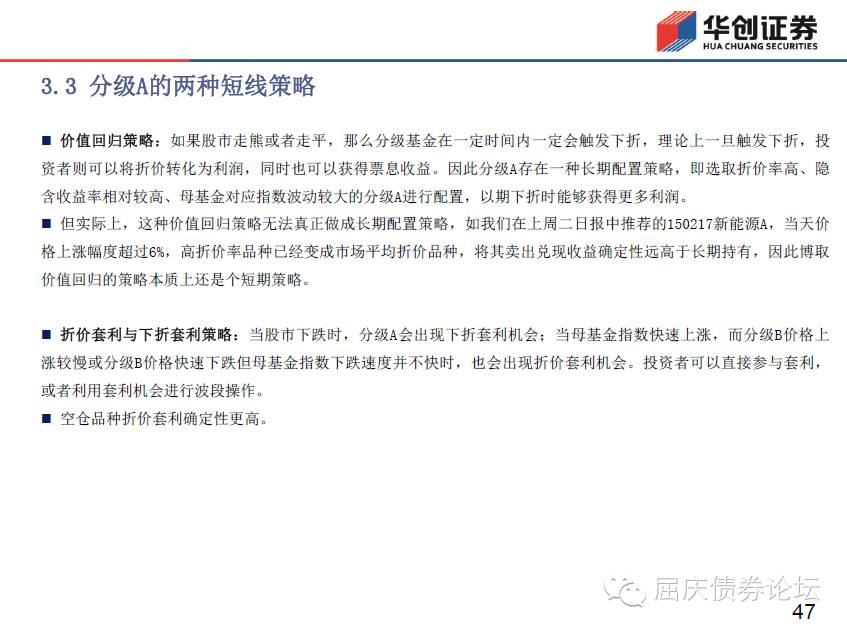 华创证券
HUA CHUANG SECURITIES
3.3 分级A的两种短线策略
■ 价值回归策略：如果股市走熊或者走平，那么分级基金在一定时间内一定会触发下折，理论上一旦触发下折，投
资者则可以将折价转化为利润，同时也可以获得票息收益。因此分级A存在一种长期配置策略，即选取折价率高、隐
含收益率相对较高、母基金对应指数波动较大的分级A进行配置，以期下折时能够获得更多利润。
■ 但实际上，这种价值回归策略无法真正做成长期配置策略，如我们在上周二日报中推荐的150217新能源A，当天价
格上涨幅度超过6%，高折价率品种已经变成市场平均折价品种，将其卖出兑现收益确定性远高于长期持有，因此博取
价值回归的策略本质上还是个短期策略。
■ 折价套利与下折套利策略：当股市下跌时，分级A会出现下折套利机会；当母基金指数快速上涨，而分级B价格上
涨较慢或分级B价格快速下跌但母基金指数下跌速度并不快时，也会出现折价套利机会。投资者可以直接参与套利，
或者利用套利机会进行波段操作。
■ 空仓品种折价套利确定性更高。
屈庆债券论坛
47